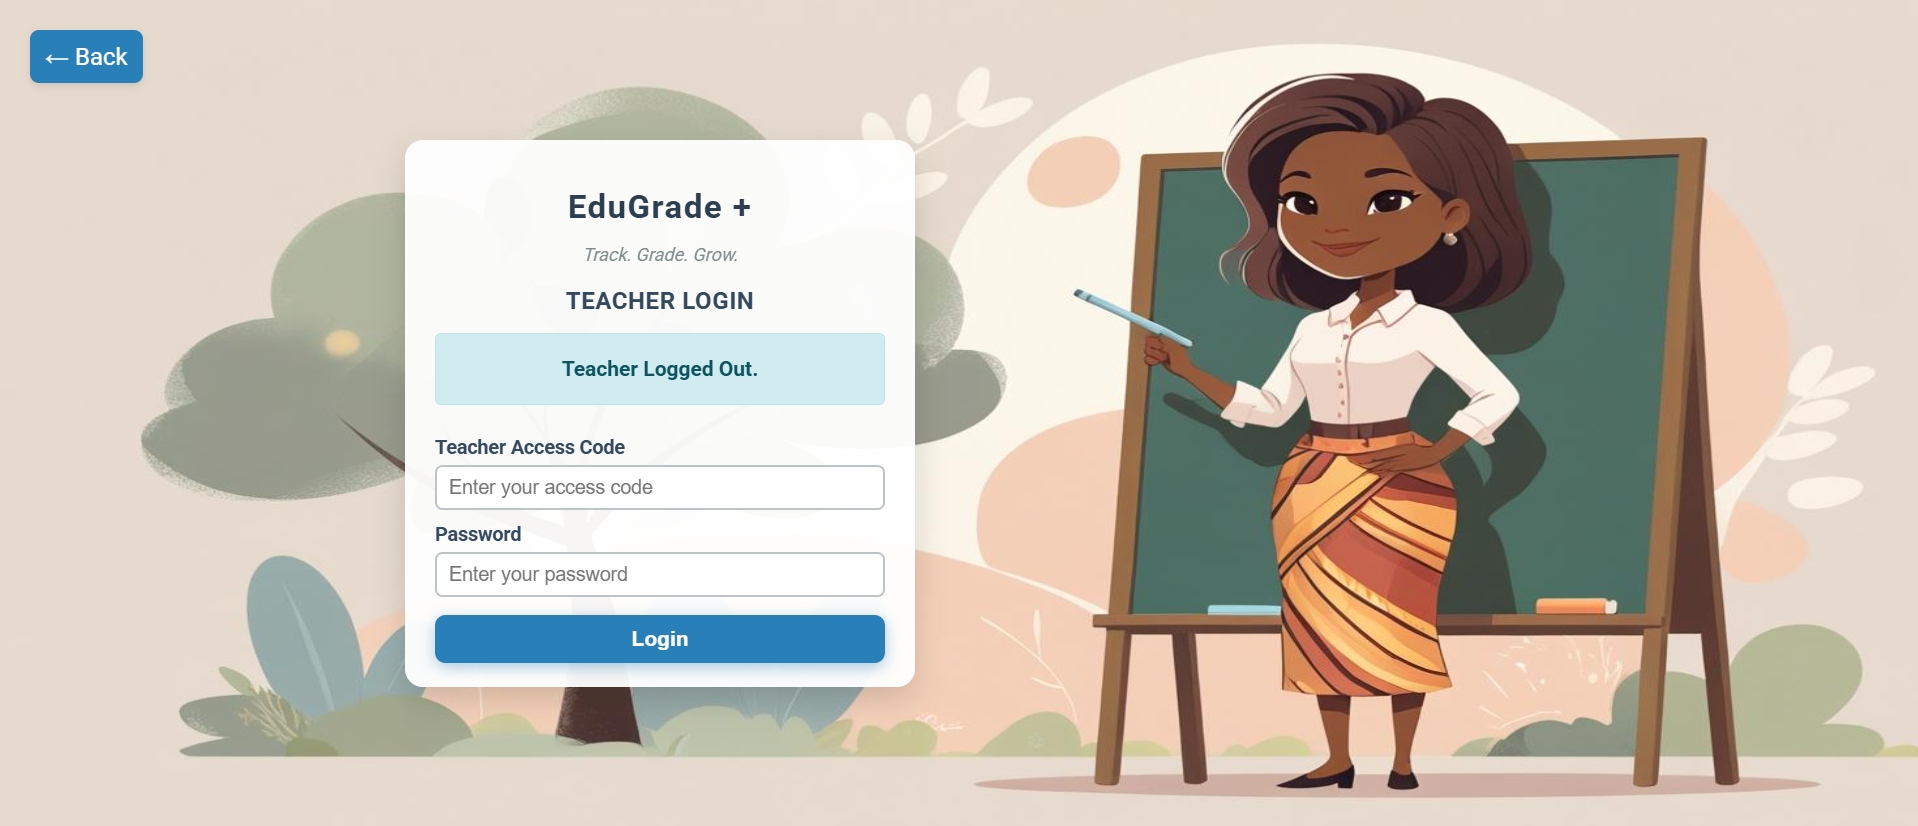 ← Back
EduGrade +
Track. Grade. Grow.
TEACHER LOGIN
Teacher Logged Out.
Teacher Access Code
Enter your access code
Password
Enter your password
Login